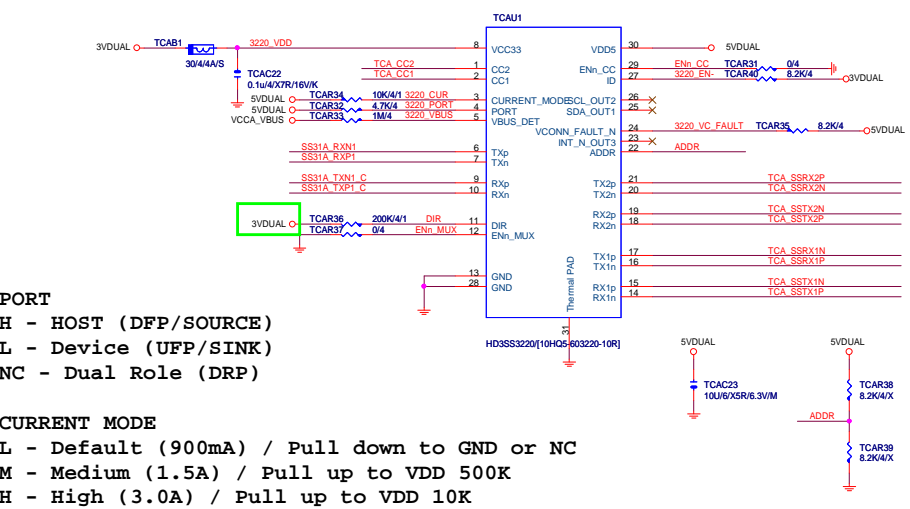 TCAU1
3VDUAL TCAB1 3220_VDD 8 VCC33 VDD5 30 5VDUAL
30/4/4A/S
TCA_CC2 1 CC2 ENn_CC 29 ENn_CC TCAR31 0/4
TCA_CC1 2 CC1 ID 27 3220_EN- TCAR40 8.2K/4 3VDUAL
TCAC22
0.1u/4/X7R/16V/K
5VDUAL TCAR34 10K/4/1 3220_CUR 3 CURRENT_MODE SCL_OUT2 26
5VDUAL TCAR32 4.7K/4 3220_PORT 4 PORT SDA_OUT1 25
VCCA_VBUS TCAR33 1M/4 3220_VBUS 5 VBUS_DET
VCONN_FAULT_N 24 3220_VC_FAULT TCAR35 8.2K/4 5VDUAL
INT_N_OUT3 23
ADDR 22 ADDR
SS31A_RXN1 6 TXp
SS31A_RXP1 7 TXn
SS31A_TXN1_C 9 RXp TX2p 21 TCA_SSRX2P
SS31A_TXP1_C 10 RXn TX2n 20 TCA_SSRX2N
RX2p 19 TCA_SSTX2N
RX2n 18 TCA_SSTX2P
3VDUAL TCAR36 200K/4/1 DIR 11 DIR
TCAR37 0/4 ENn_MUX 12 ENn_MUX
TX1p 17 TCA_SSRX1N
TX1n 16 TCA_SSRX1P
13 GND
28 GND
RX1p 15 TCA_SSTX1N
RX1n 14 TCA_SSTX1P
Thermal PAD
31
HD3SS3220/[10HQ5-603220-10R]
PORT
H - HOST (DFP/SOURCE)
L - Device (UFP/SINK)
NC - Dual Role (DRP)
5VDUAL 5VDUAL
TCAC23
10U/6/X5R/6.3V/M
TCAR38
8.2K/4/X
ADDR
TCAR39
8.2K/4/X
CURRENT MODE
L - Default (900mA) / Pull down to GND or NC
M - Medium (1.5A) / Pull up to VDD 500K
H - High (3.0A) / Pull up to VDD 10K